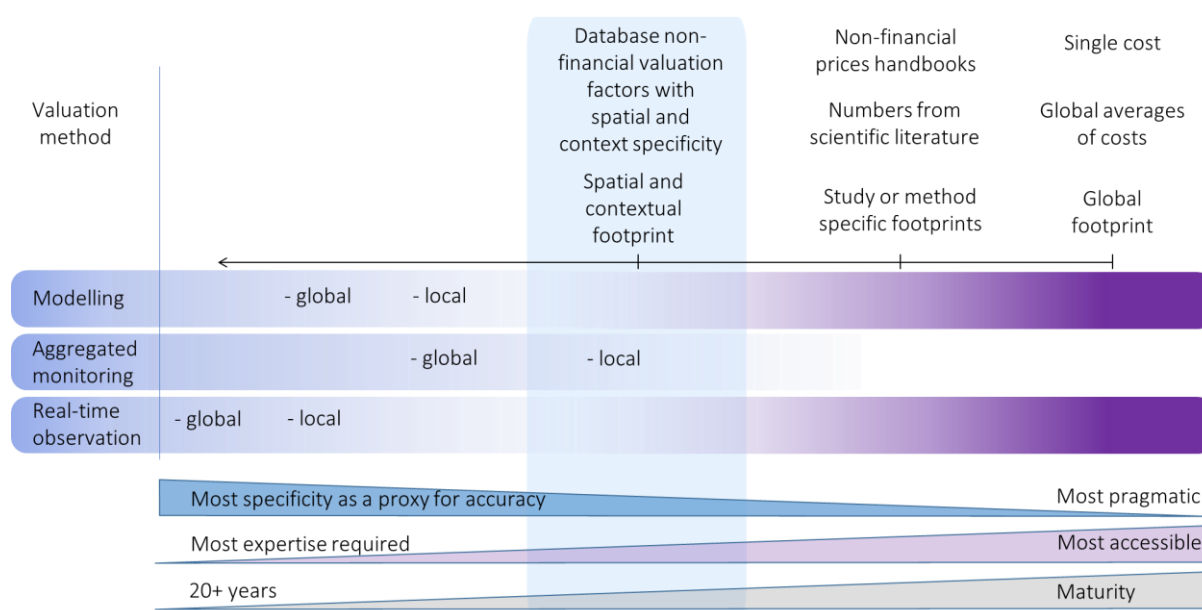 Database non-
financial valuation
factors with
spatial and
context specificity
Spatial and
contextual
footprint
Non-financial
prices handbooks
Numbers from
scientific literature
Study or method
specific footprints
Single cost
Global averages
of costs
Global
footprint
Valuation
method
Modelling
- global
- local
Aggregated
monitoring
- global
- local
Real-time
observation
- global
- local
Most specificity as a proxy for accuracy
Most pragmatic
Most expertise required
Most accessible
20+ years
Maturity